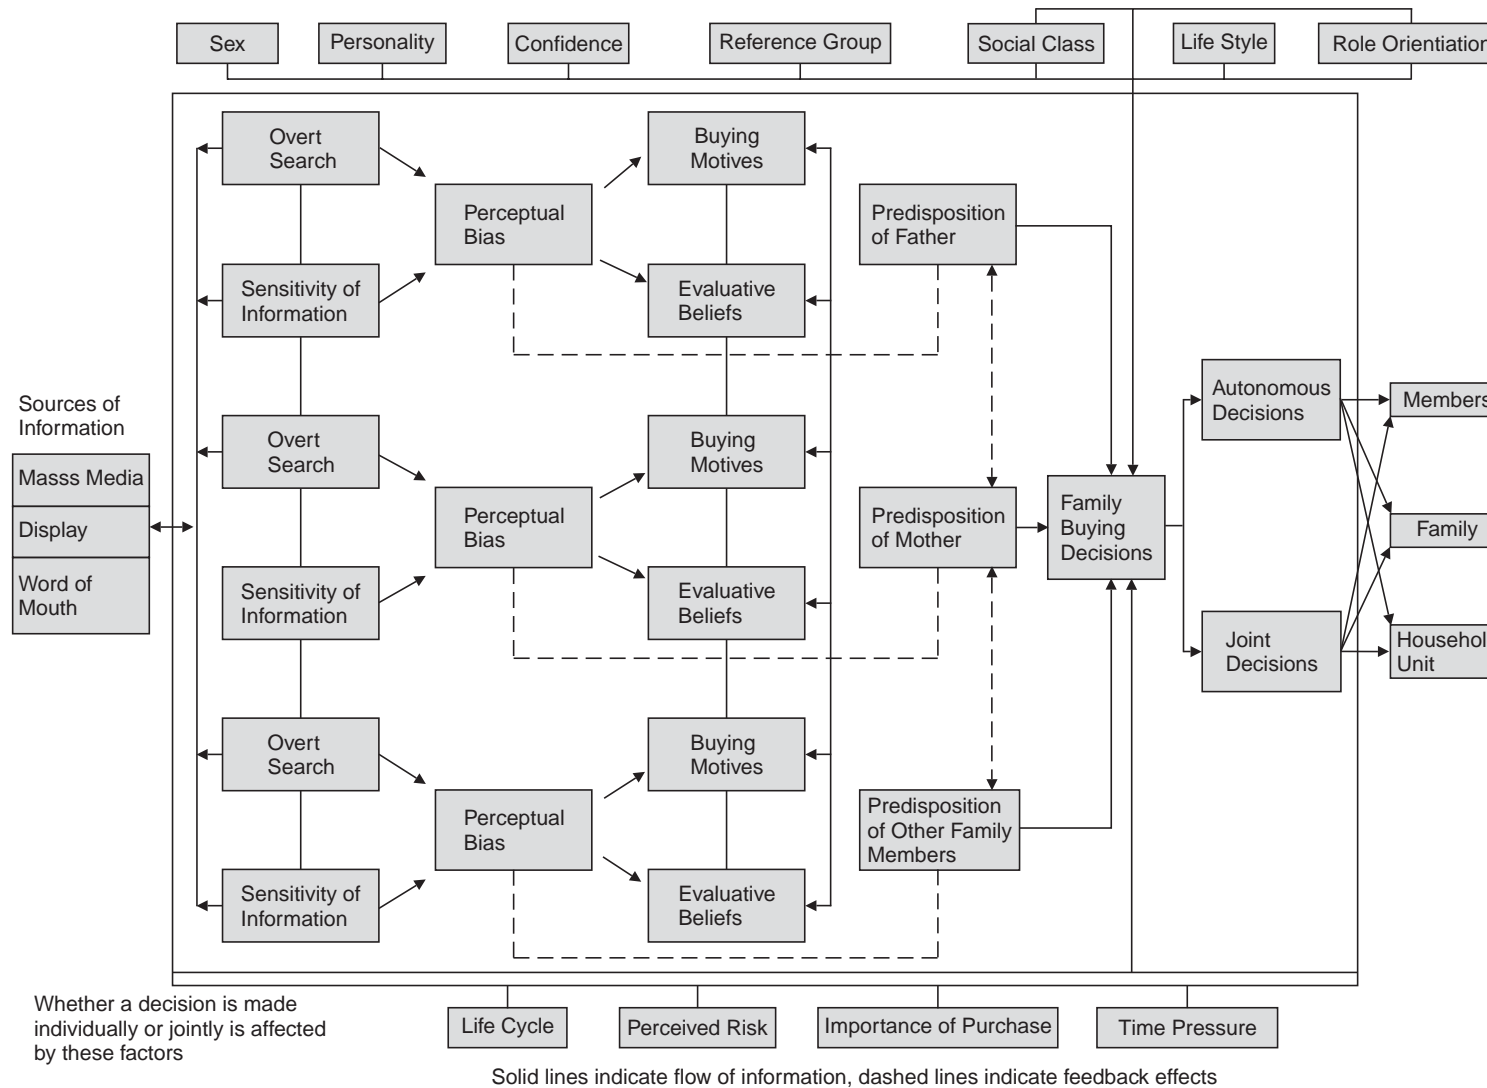 Sex
Personality
Confidence
Reference Group
Social Class
Life Style
Role Orientiation
Overt
Search
Buying
Motives
Perceptual
Bias
Predisposition
of Father
Sensitivity of
Information
Evaluative
Beliefs
Sources of
Information
Masss Media
Display
Word of
Mouth
Overt
Search
Buying
Motives
Perceptual
Bias
Predisposition
of Mother
Sensitivity of
Information
Evaluative
Beliefs
Family
Buying
Decisions
Autonomous
Decisions
Joint
Decisions
Members
Family
Househol
Unit
Overt
Search
Buying
Motives
Perceptual
Bias
Predisposition
of Other Family
Members
Sensitivity of
Information
Evaluative
Beliefs
Whether a decision is made
individually or jointly is affected
by these factors
Life Cycle
Perceived Risk
Importance of Purchase
Time Pressure
Solid lines indicate flow of information, dashed lines indicate feedback effects